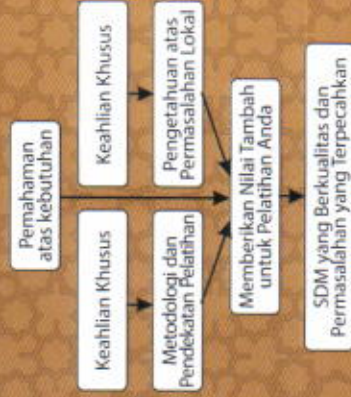 Pemahaman
atas kebutuhan
Keahlian Khusus
Keahlian Khusus
Metodologi dan
Pendekatan Pelatihan
Pengetahuan atas
Permasalahan Lokal
Memberikan Nilai Tambah
untuk Pelatihan Anda
SDM yang Berkualitas dan
Permasalahan yang Terpecahkan